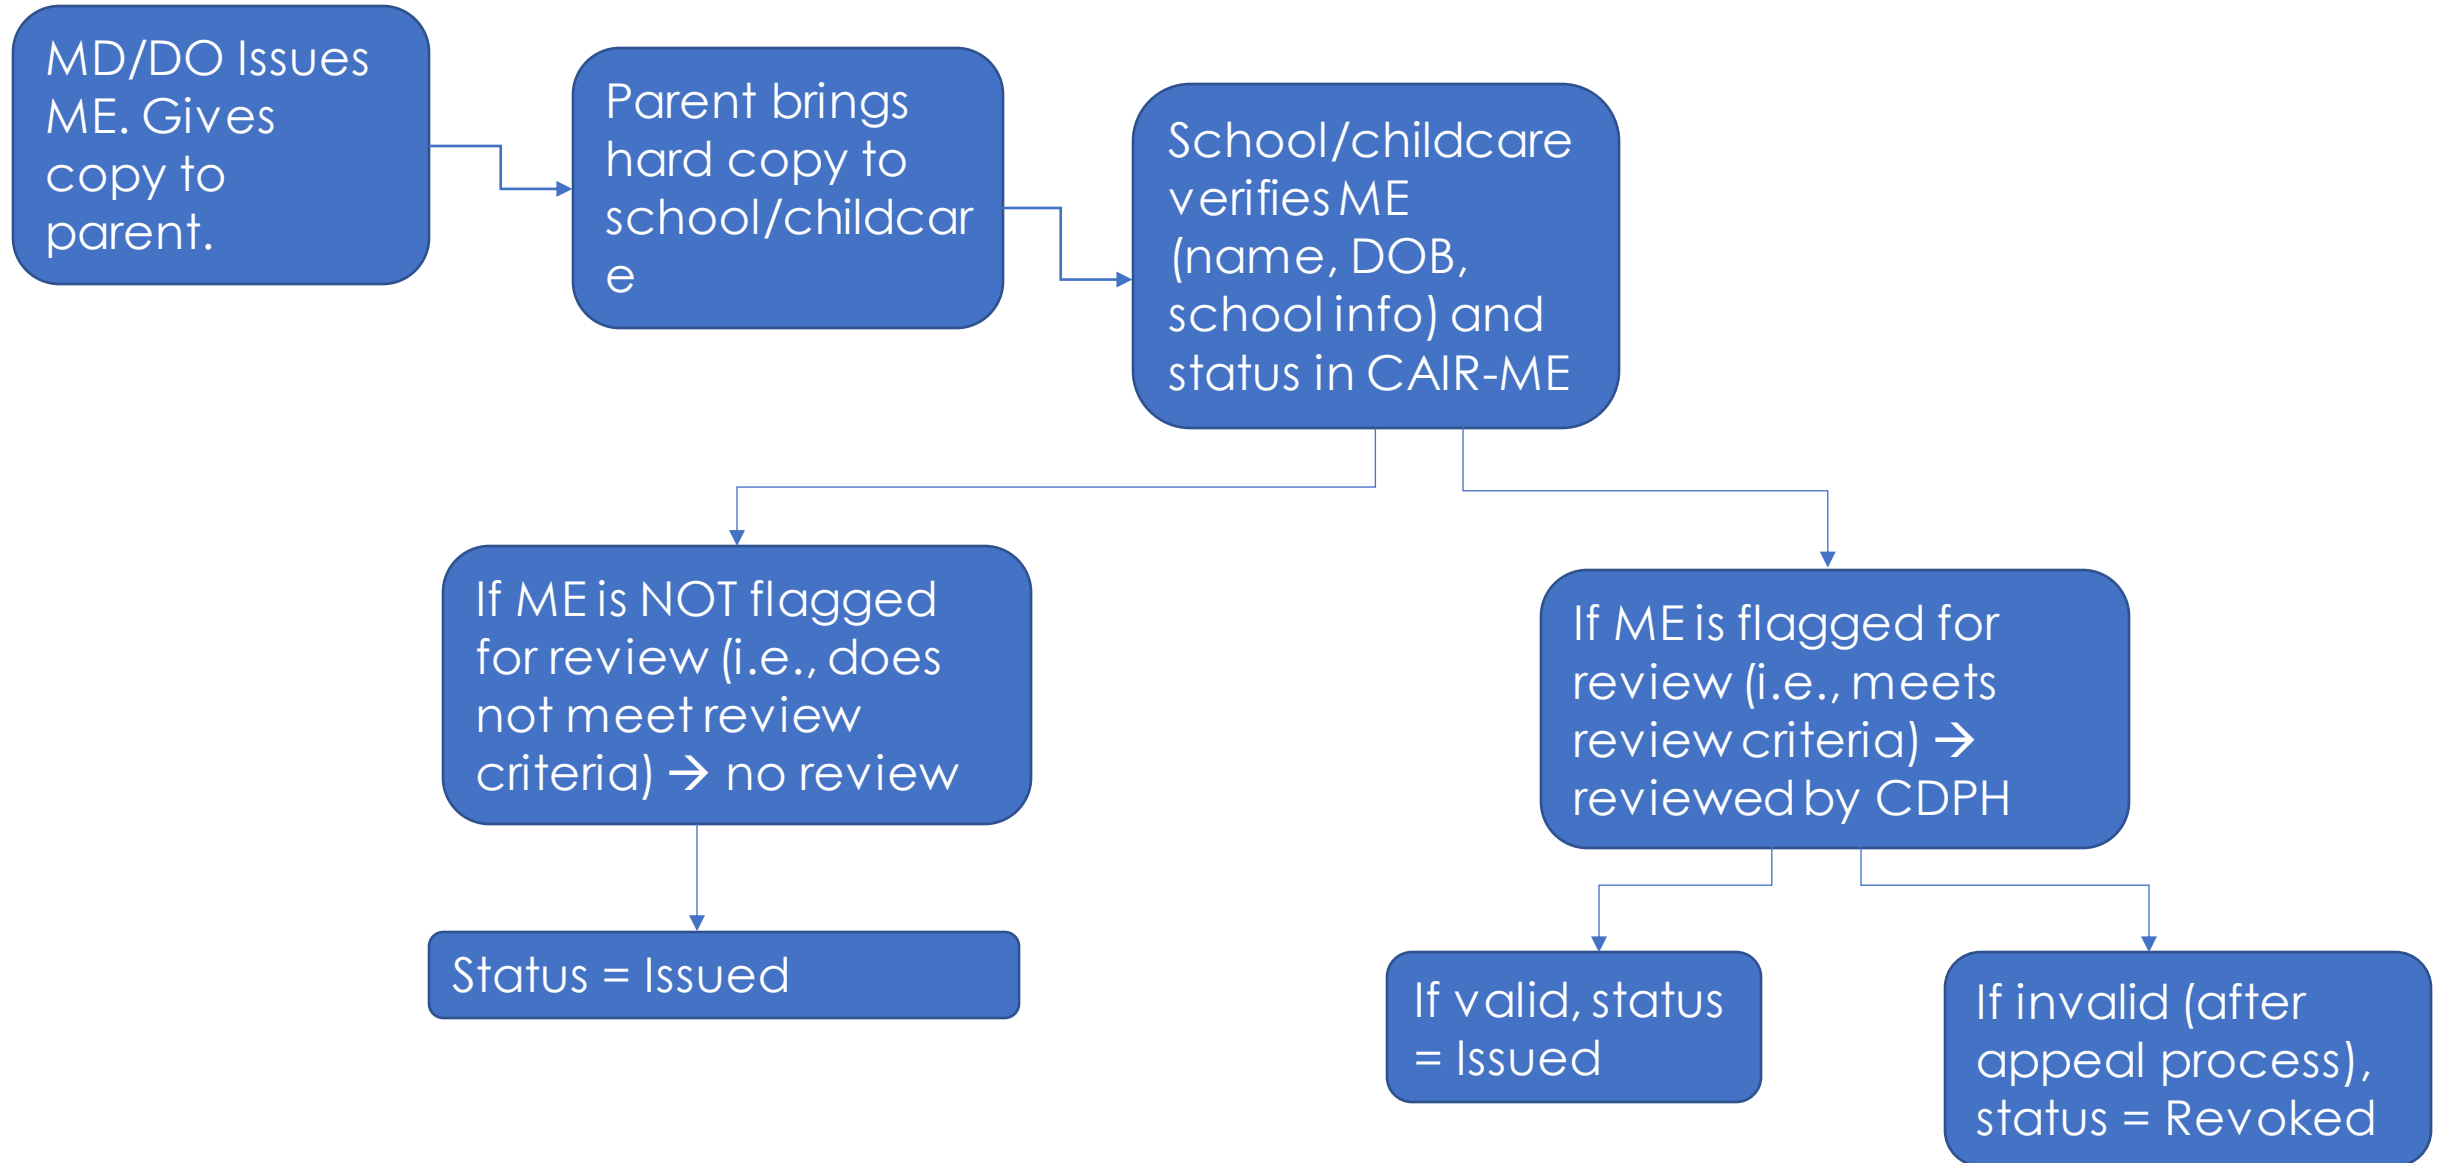 MD/DO Issues
ME. Gives
copy to
parent.
Parent brings
hard copy to
school/childcar
e
School/childcare
verifies ME
(name, DOB,
school info) and
status in CAIR-ME
If ME is NOT flagged
for review (i.e., does
not meet review
criteria) → no review
If ME is flagged for
review (i.e., meets
review criteria) →
reviewed by CDPH
Status = Issued
If valid, status
= Issued
If invalid (after
appeal process),
status = Revoked